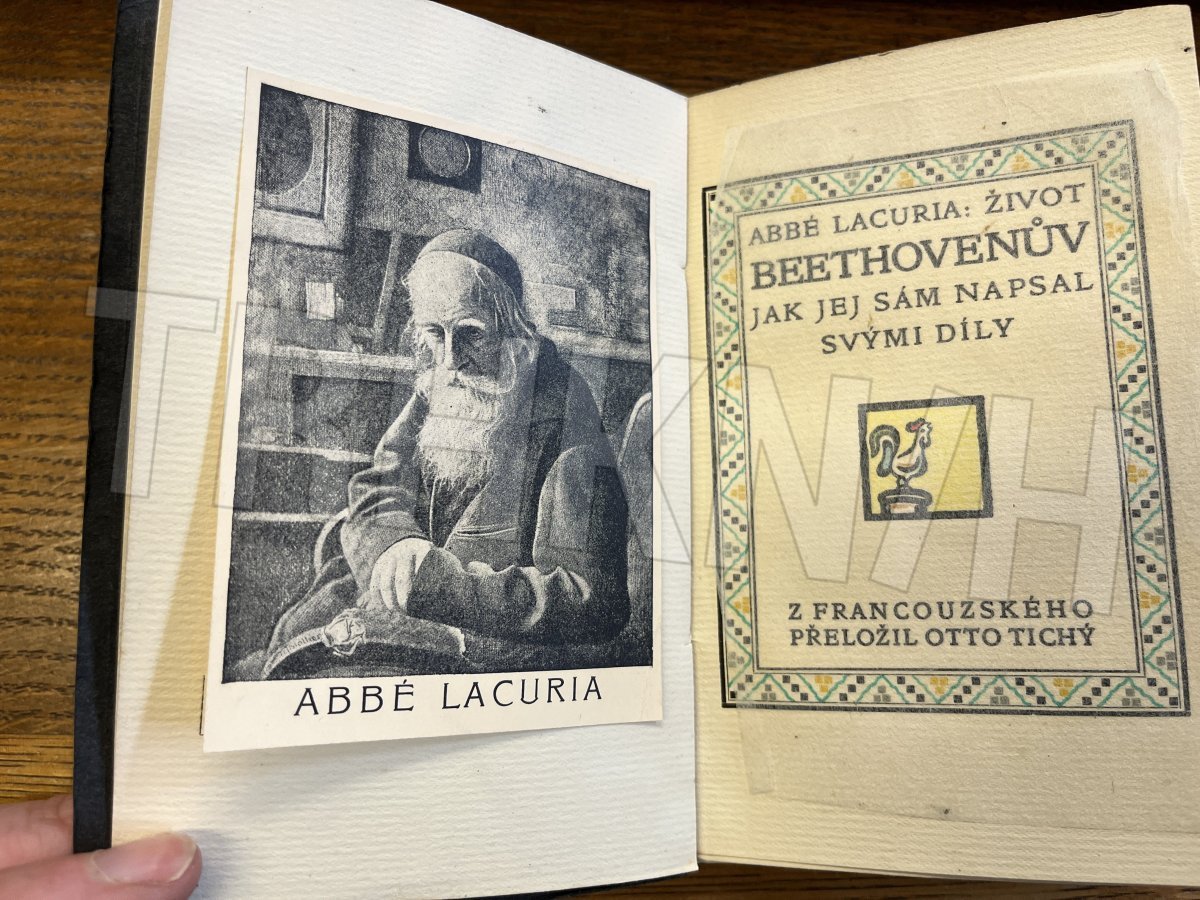 ABBÉ LACURIA
ABBÉ LACURIA: ŽIVOT
BEETHOVENŮV
JAK JEJ SÁM NAPSAL
SVÝMI DÍLY
Z FRANCOUZSKÉHO
PŘELOŽIL OTTO TICHÝ